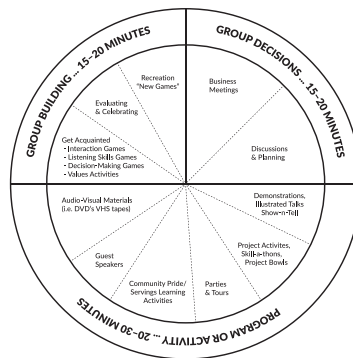 GROUP BUILDING ... 15–20 MINUTES
GROUP DECISIONS ... 15–20 MINUTES
Recreation
"New Games"
Evaluating
& Celebrating
Get Acquainted
- Interaction Games
- Listening Skills Games
- Decision-Making Games
- Values Activities
Business
Meetings
Discussions
& Planning
Audio-Visual Materials
(i.e. DVD's VHS tapes)
Guest
Speakers
Community Pride/
Servings Learning
Activities
Parties
& Tours
Project Activites,
Skill-a-thons,
Project Bowls
Demonstrations,
Illustrated Talks
Show-n-Tell
PROGRAM OR ACTIVITY ... 20–30 MINUTES